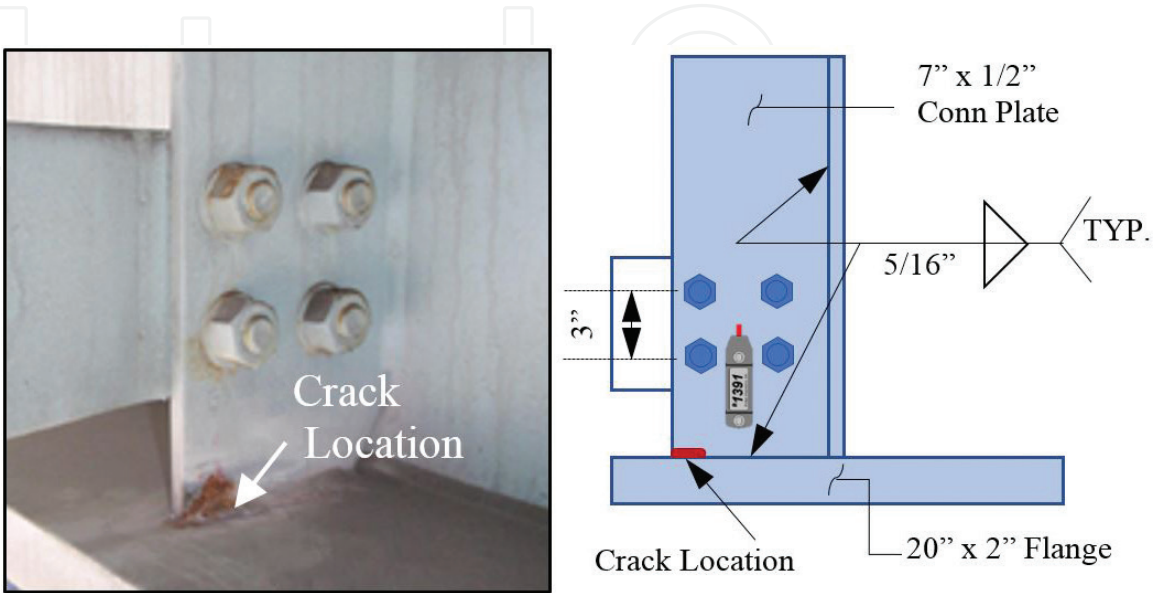 Crack
Location
7” x 1/2”
Conn Plate
TYP.
5/16”
3”
*1391
Crack Location
20” x 2” Flange